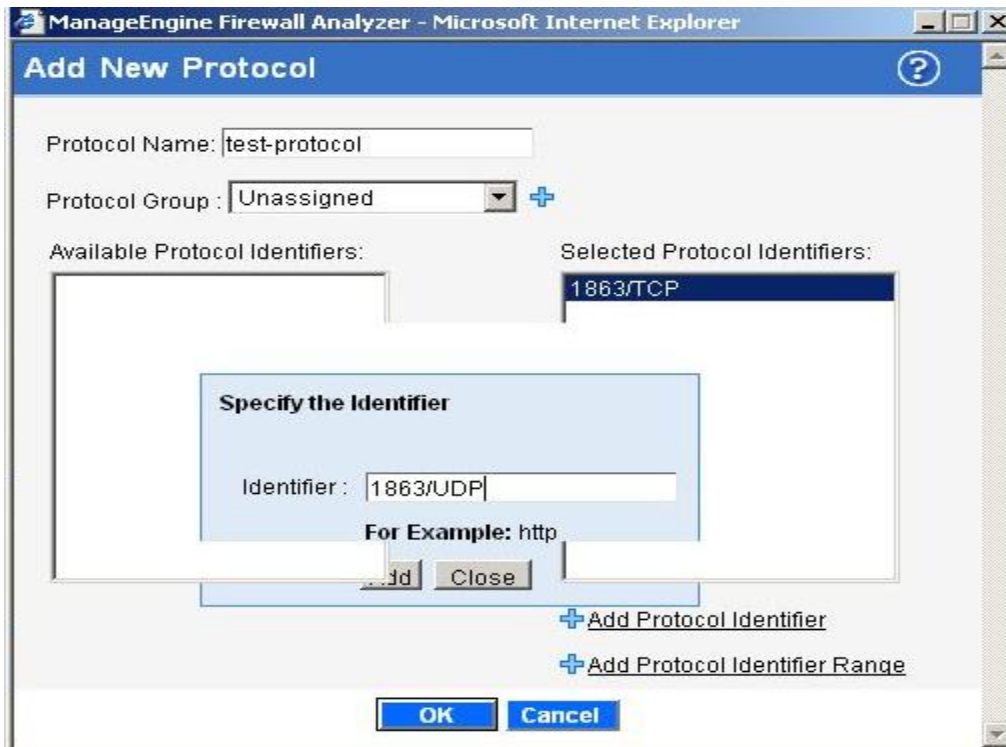 ManageEngine Firewall Analyzer - Microsoft Internet Explorer
Add New Protocol
?
Protocol Name: test-protocol
Protocol Group : Unassigned
Available Protocol Identifiers:
Selected Protocol Identifiers:
1863/TCP
Specify the Identifier
Identifier : 1863/UDP
For Example: http
Close
Add Protocol Identifier
Add Protocol Identifier Range
OK Cancel